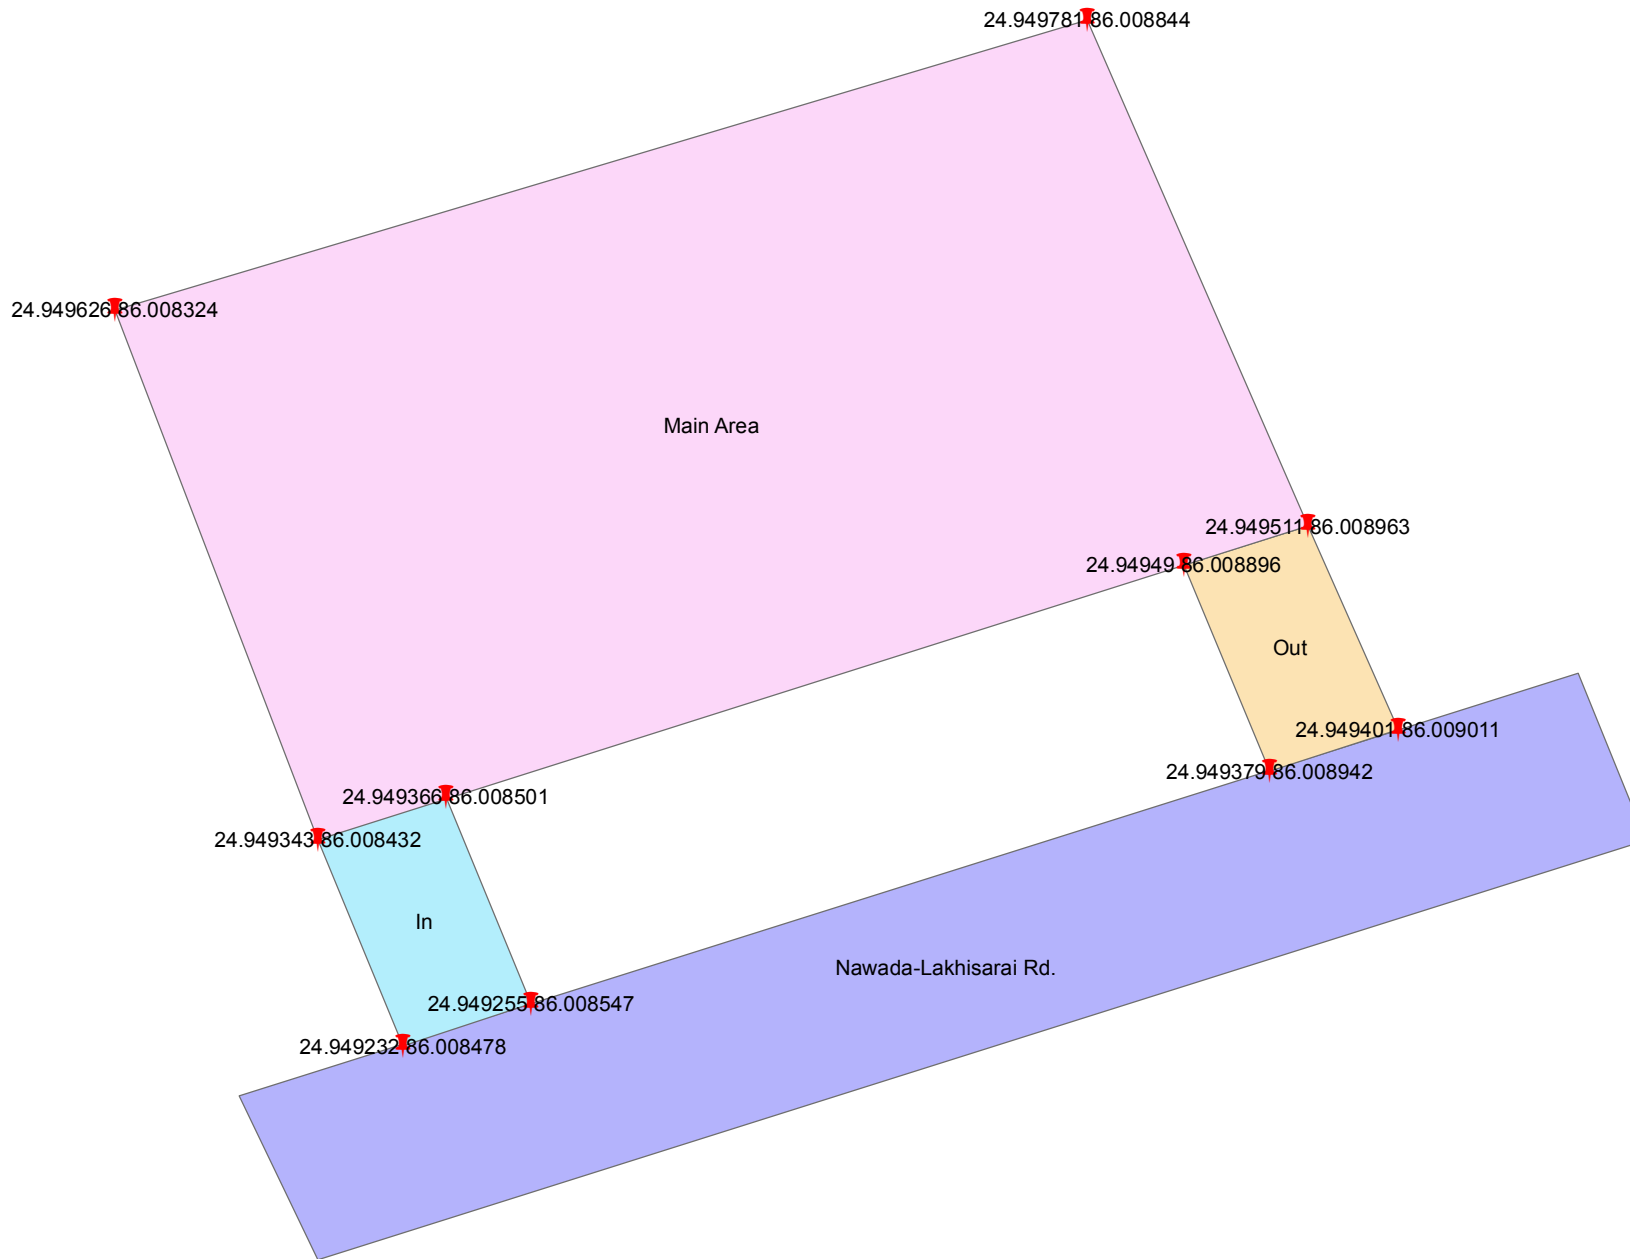 24.949781 86.008844
24.949626 86.008324
Main Area
24.949511 86.008963
24.94949 86.008896
Out
24.949401 86.009011
24.949379 86.008942
24.949366 86.008501
24.949343 86.008432
In
Nawada-Lakhisarai Rd.
24.949255 86.008547
24.949232 86.008478